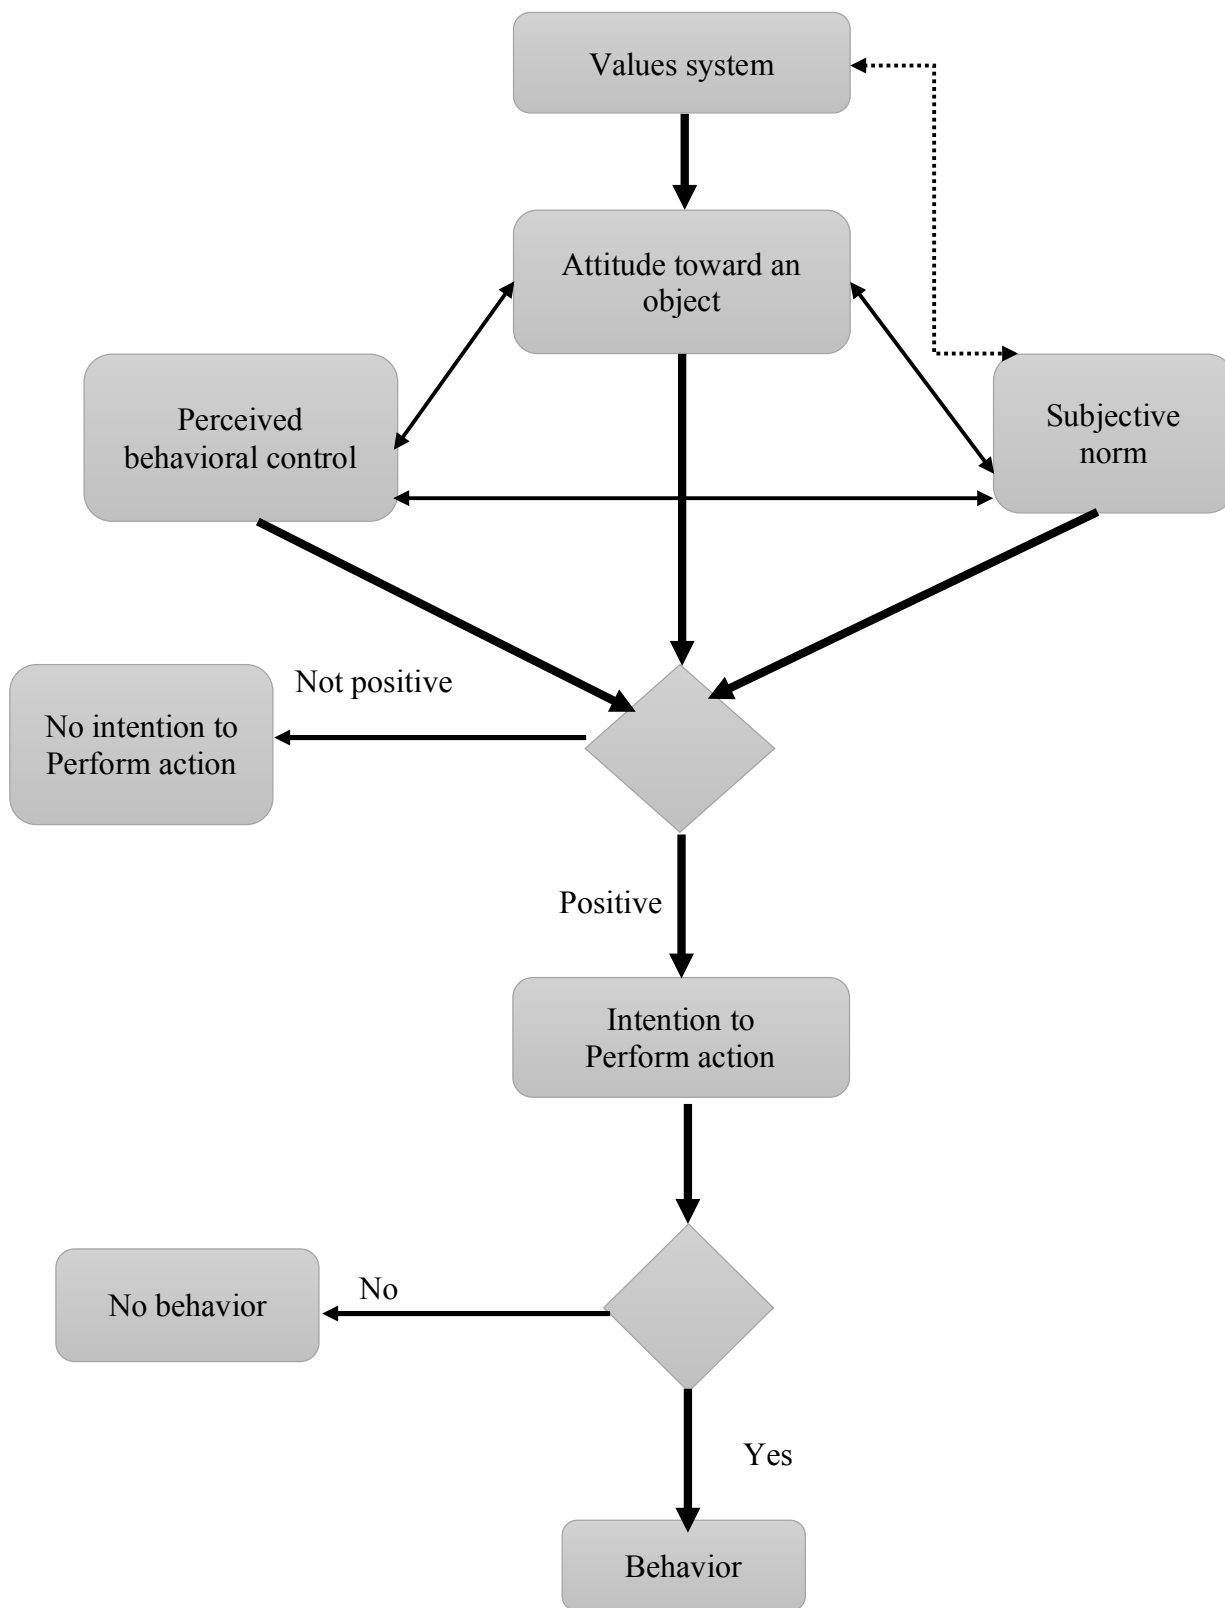 Values system
Attitude toward an
object
Perceived
behavioral control
Subjective
norm
Not positive
No intention to
Perform action
Positive
Intention to
Perform action
No
No behavior
Yes
Behavior